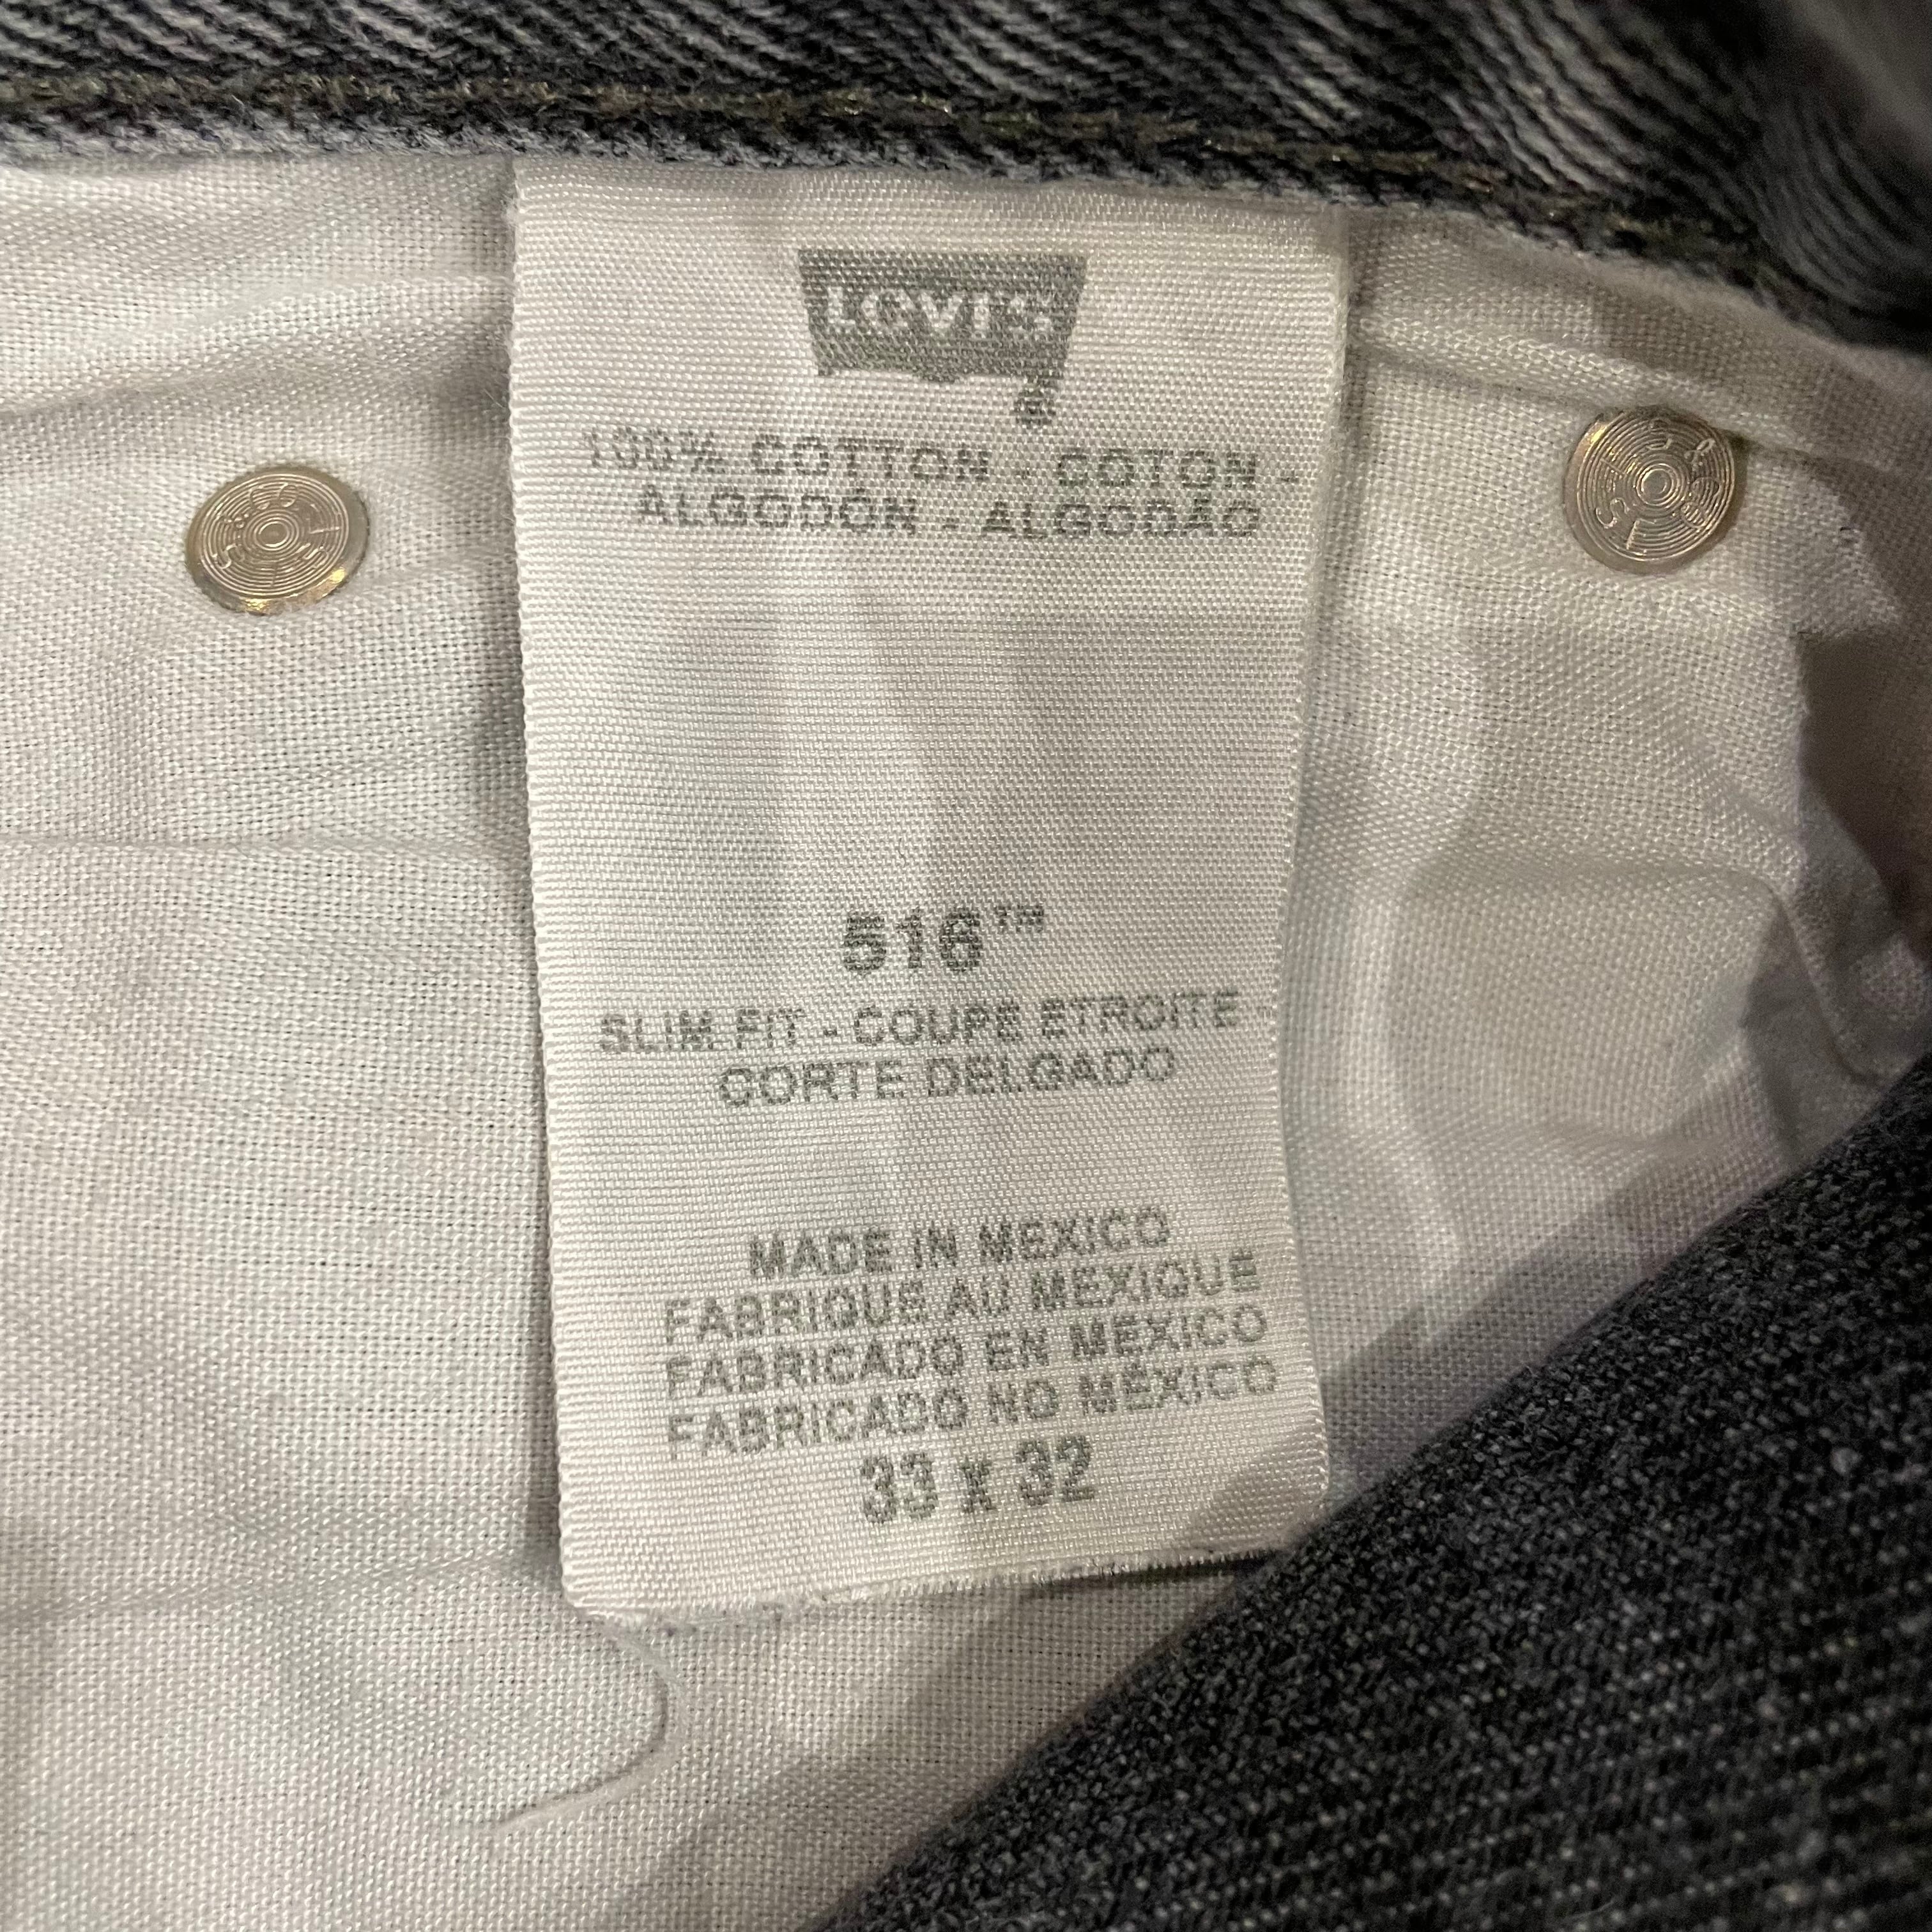 LEVI'S
®
100% COTTON - COTON -
ALGODÓN - ALGODÃO
516™
SLIM FIT - COUPE ETROITE
CORTE DELGADO
MADE IN MEXICO
FABRIQUE AU MEXIQUE
FABRICADO EN MEXICO
FABRICADO NO MÉXICO
33 x 32